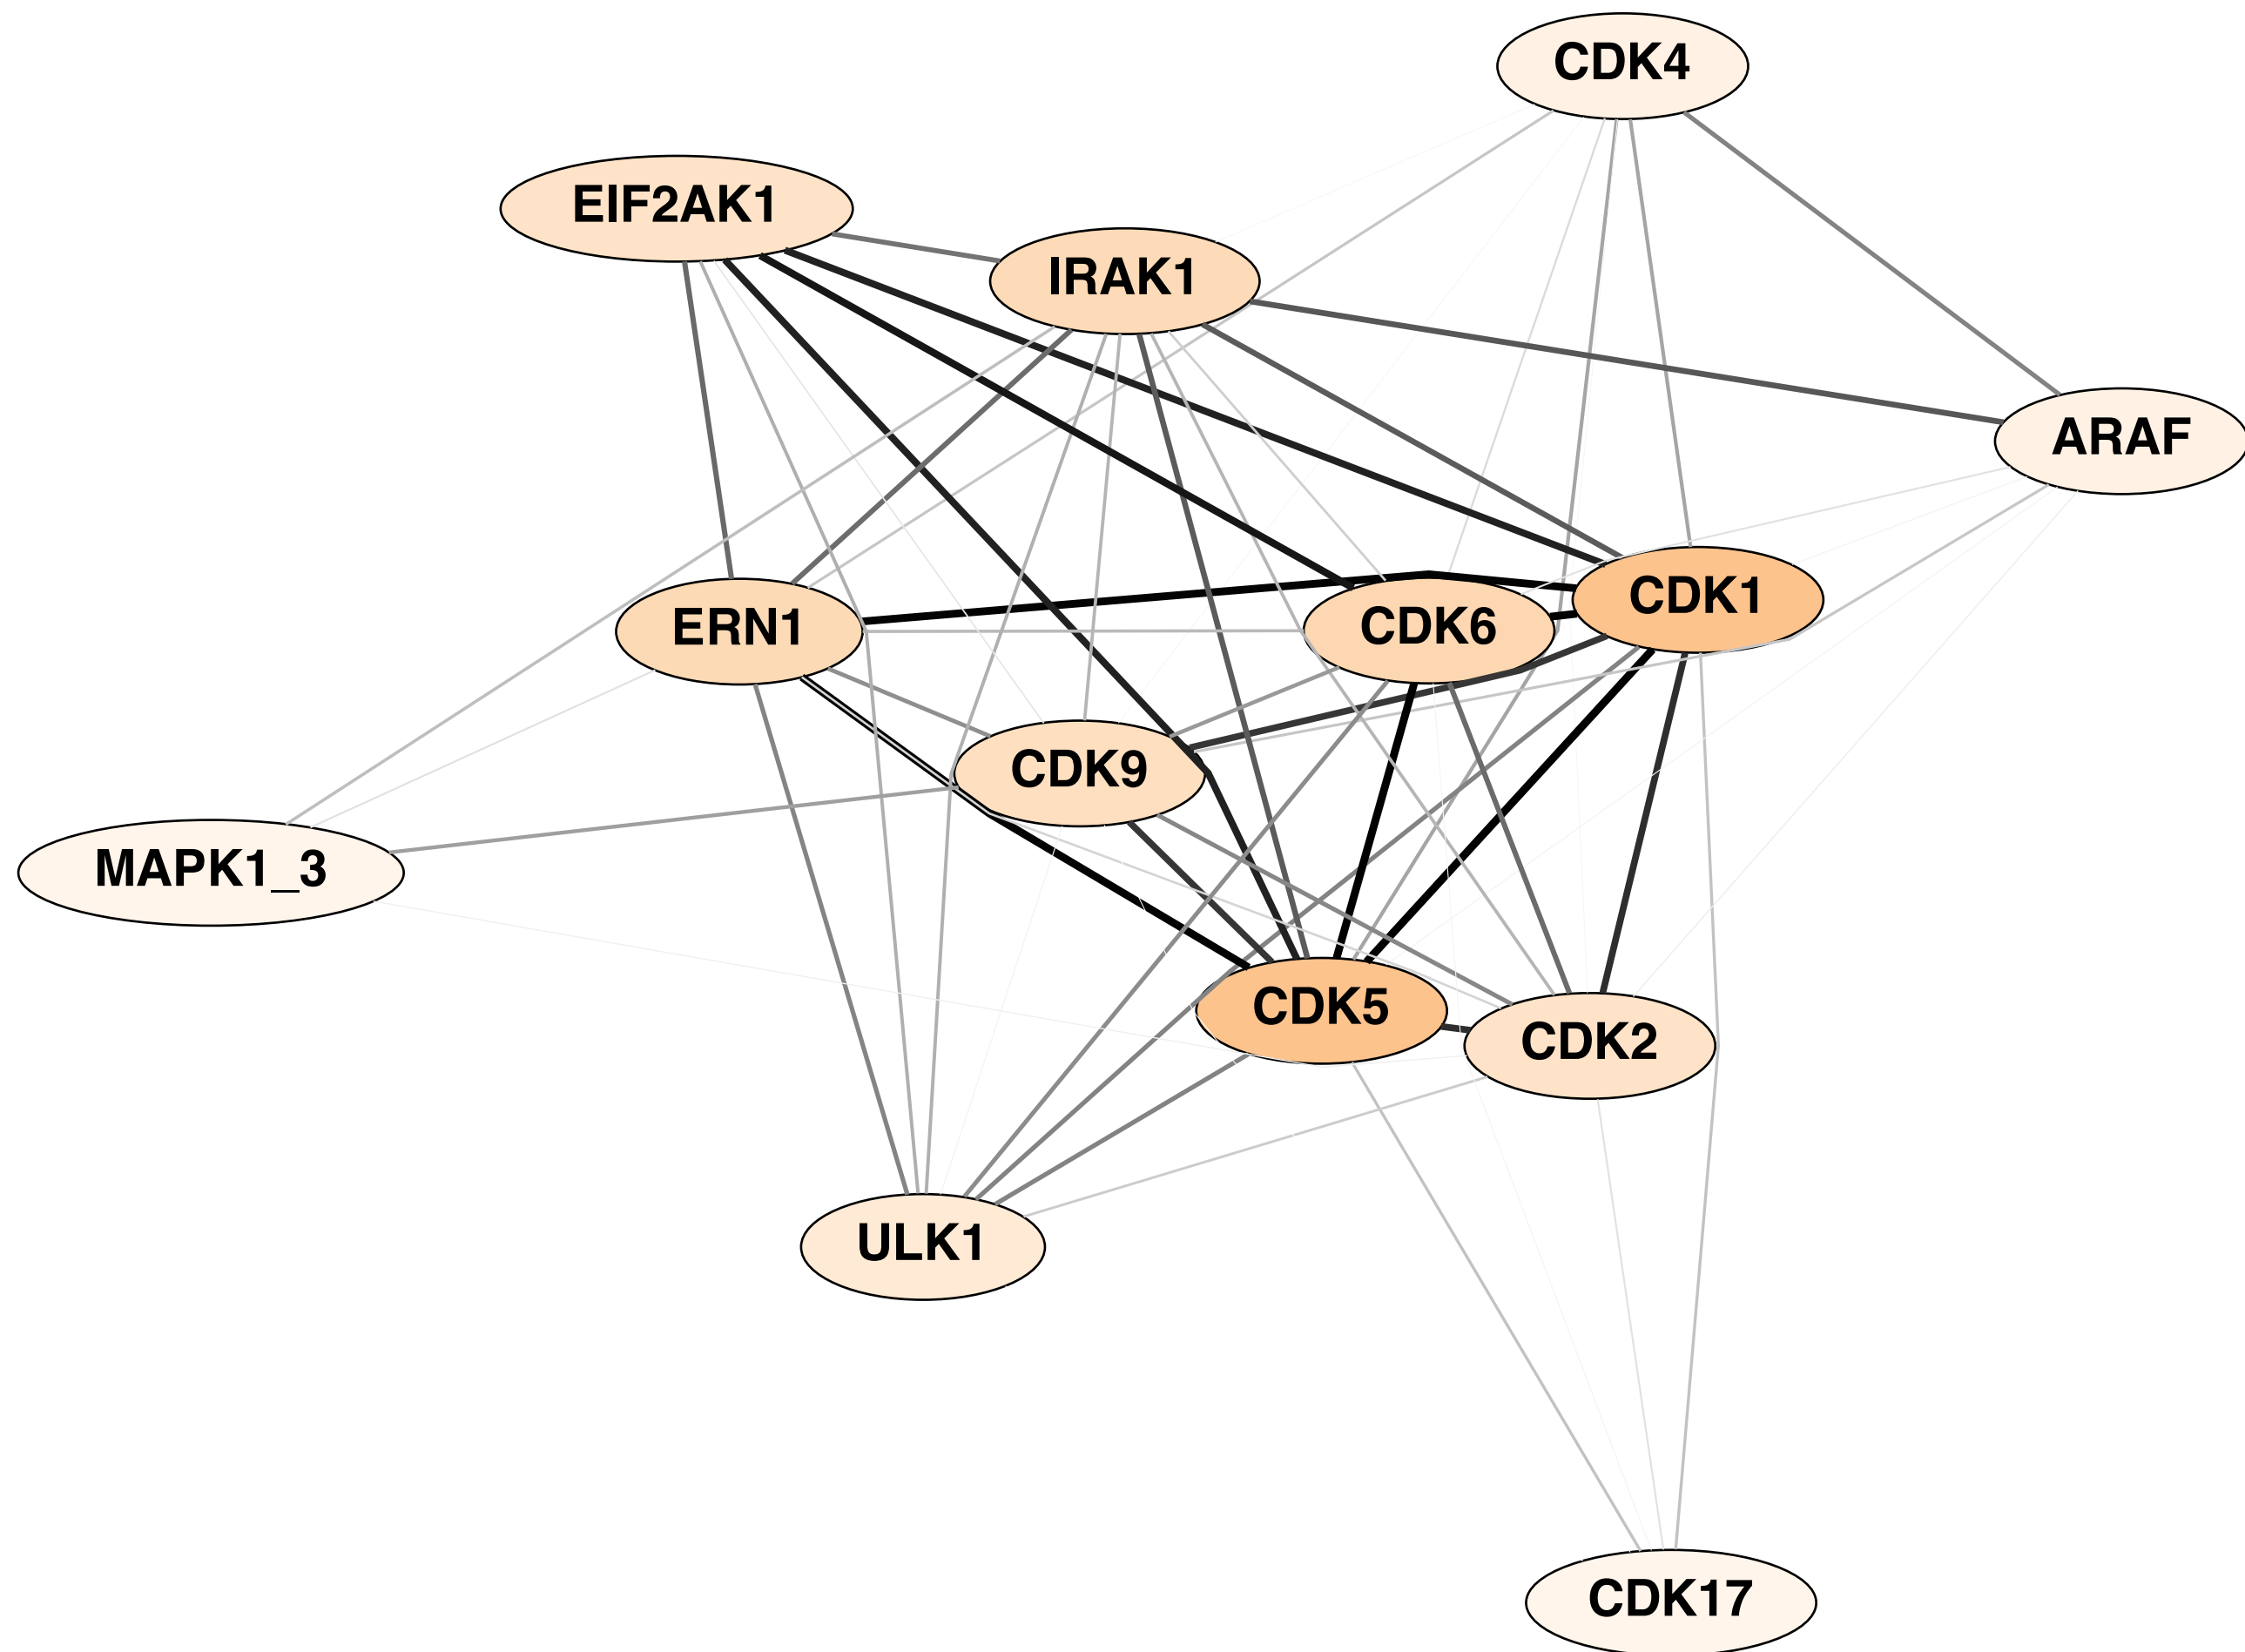 CDK4
EIF2AK1
IRAK1
ARAF
CDK1
ERN1
CDK6
CDK9
MAPK1_3
CDK5
CDK2
ULK1
CDK17